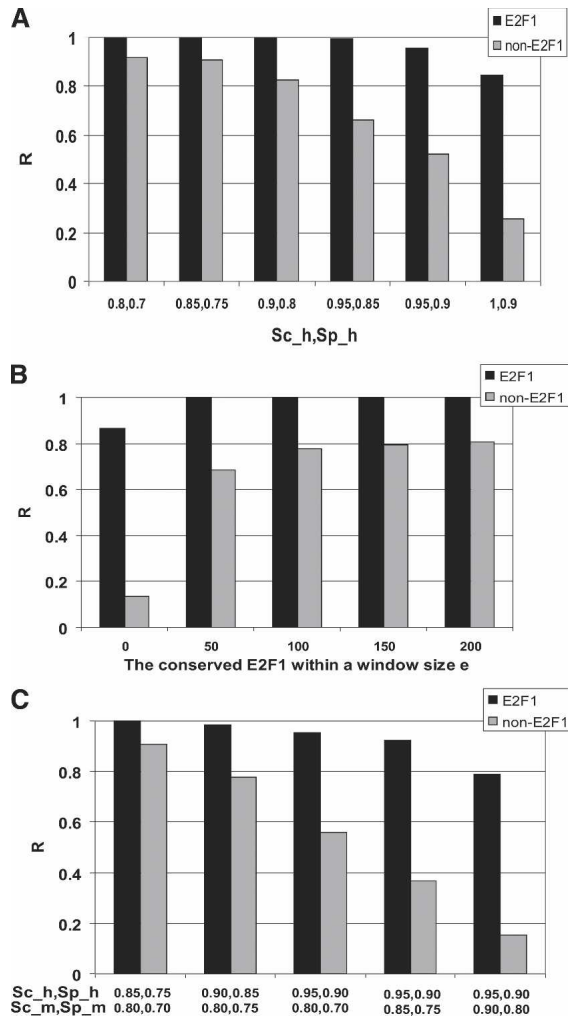 A
E2F1
non-E2F1
1
0.8
0.6
0.4
0.2
0
R
0.8,0.7 0.85,0.75 0.9,0.8 0.95,0.85 0.95,0.9 1,0.9
Sc_h,Sp_h
B
E2F1
non-E2F1
1
0.8
0.6
0.4
0.2
0
R
0 50 100 150 200
The conserved E2F1 within a window size e
C
E2F1
non-E2F1
1
0.8
0.6
0.4
0.2
0
R
Sc_h,Sp_h 0.85,0.75 0.90,0.85 0.95,0.90 0.95,0.90 0.95,0.90
Sc_m,Sp_m 0.80,0.70 0.80,0.75 0.80,0.70 0.85,0.75 0.90,0.80